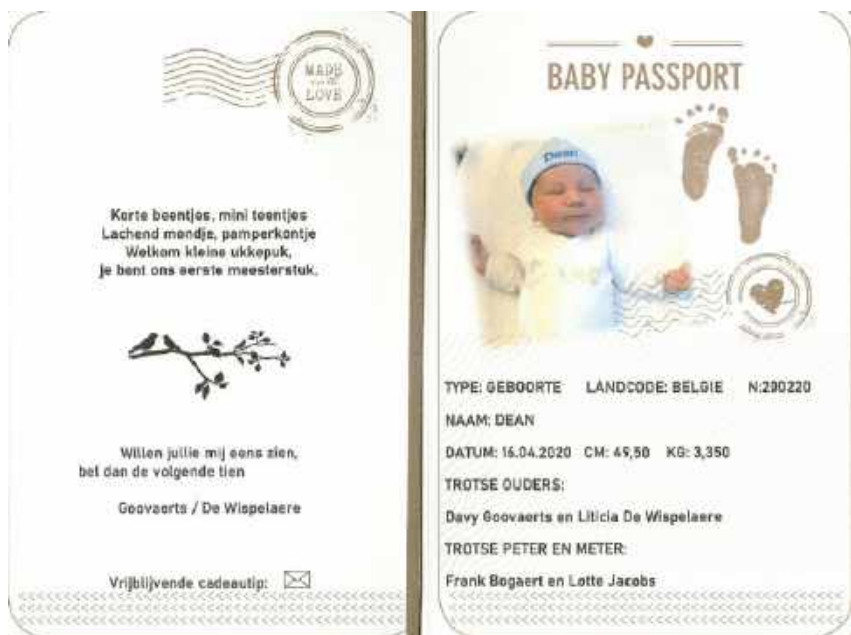 MADE
LOVE
Korte beentjes, mini teentjes
Lachend mondje, pamperkontje
Welkom kleine ukkepuk,
je bent ons eerste meesterstuk.
Willen jullie mij eens zien,
bel dan de volgende tien
Goovaerts / De Wispelaere
Vrijblijvende cadeautip:
BABY PASSPORT
Dean
TYPE: GEBOORTE LANDCODE: BELGIE N:290220
NAAM: DEAN
DATUM: 16.04.2020 CM: 49,50 KG: 3,350
TROTSE OUDERS:
Davy Goovaerts en Liticia De Wispelaere
TROTSE PETER EN METER:
Frank Bogaert en Lotte Jacobs